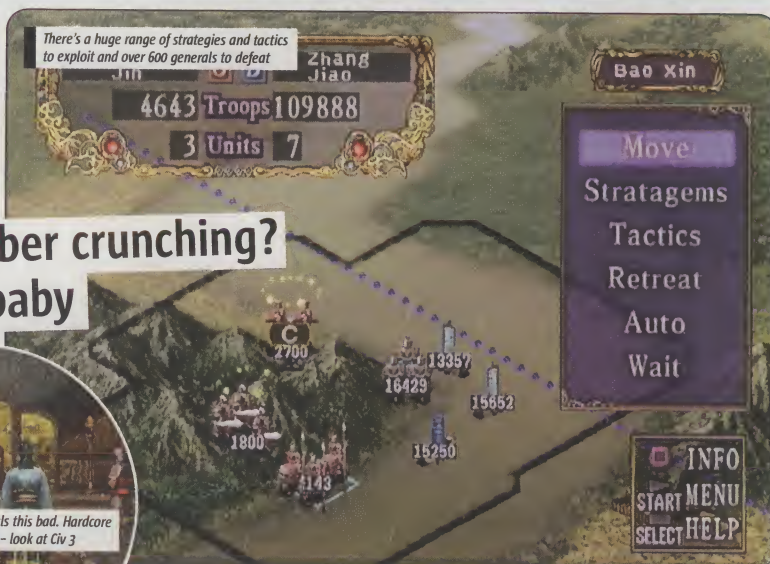 There's a huge range of strategies and tactics
to exploit and over 600 generals to defeat
Jin
Zhang
Jiao
4643 Troops 109888
3 Units 7
Bao Xin
Move
Stratagems
Tactics
Retreat
Auto
Wait
ber crunching?
baby
C
2700
13357
16429
15652
1800
15250
143
INFO
START MENU
SELECT HELP
ls this bad. Hardcore
– look at Civ 3